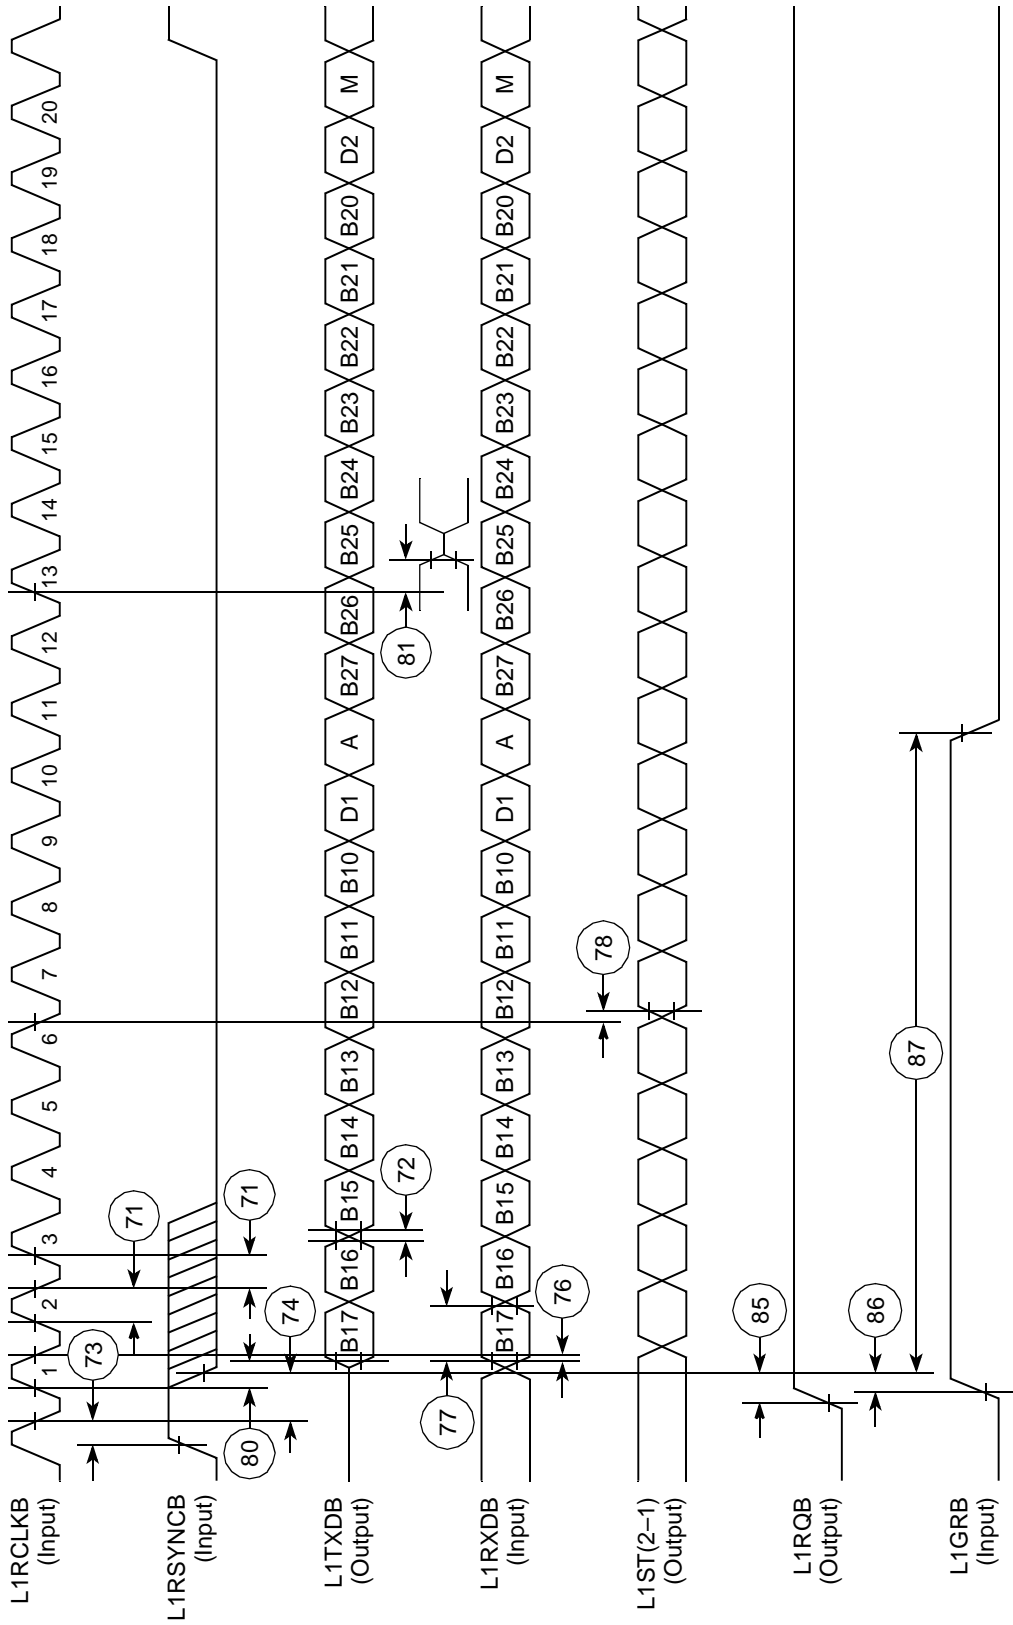 L1RCLKB
(Input)
1 2 3 4 5 6 7 8 9 10 11 12 13 14 15 16 17 18 19 20
73
71
L1RSYNCB
(Input)
80
74
71
L1TXDB
(Output)
B17 B16 B15 B14 B13 B12 B11 B10 D1 A B27 B26 B25 B24 B23 B22 B21 B20 D2 M
72
81
77
L1RXDB
(Input)
B17 B16 B15 B14 B13 B12 B11 B10 D1 A B27 B26 B25 B24 B23 B22 B21 B20 D2 M
76
78
L1ST(2–1)
(Output)
85
L1RQB
(Output)
86
87
L1GRB
(Input)